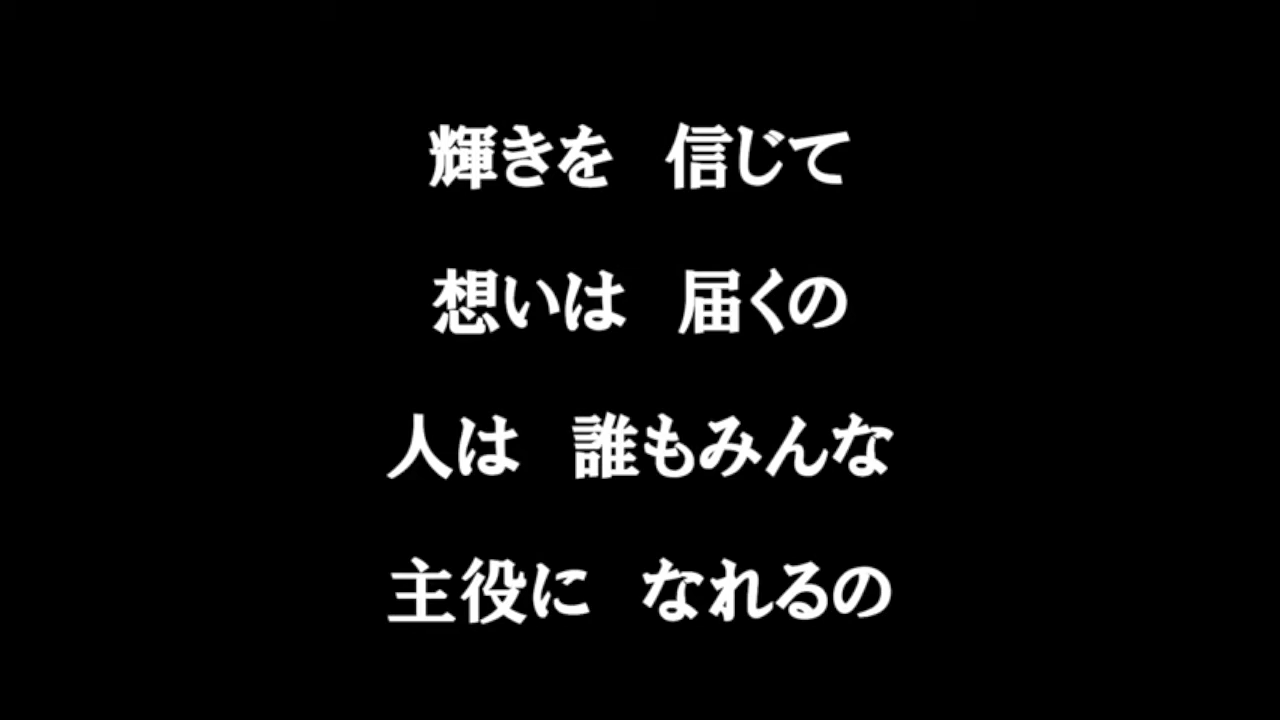 輝きを　信じて
想いは　届くの
人は　誰もみんな
主役に　なれるの